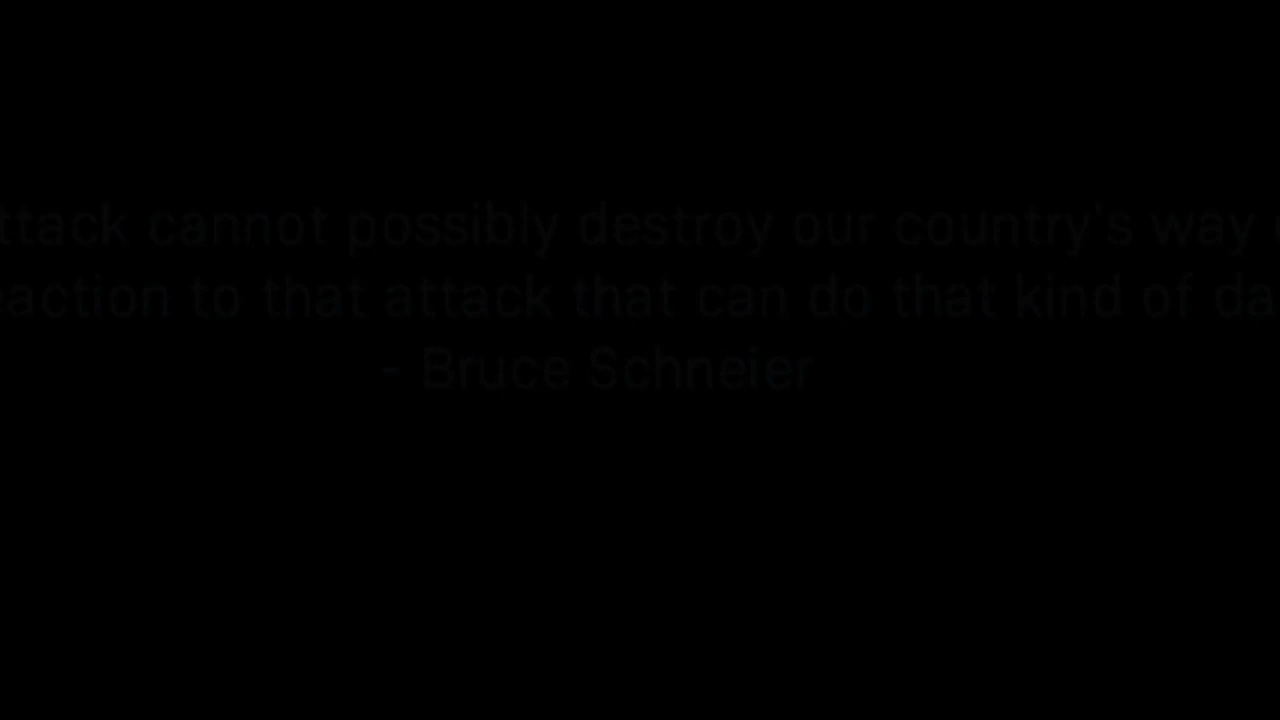 ttack cannot possibly destroy our country's way
eaction to that attack that can do that kind of da
- Bruce Schneier